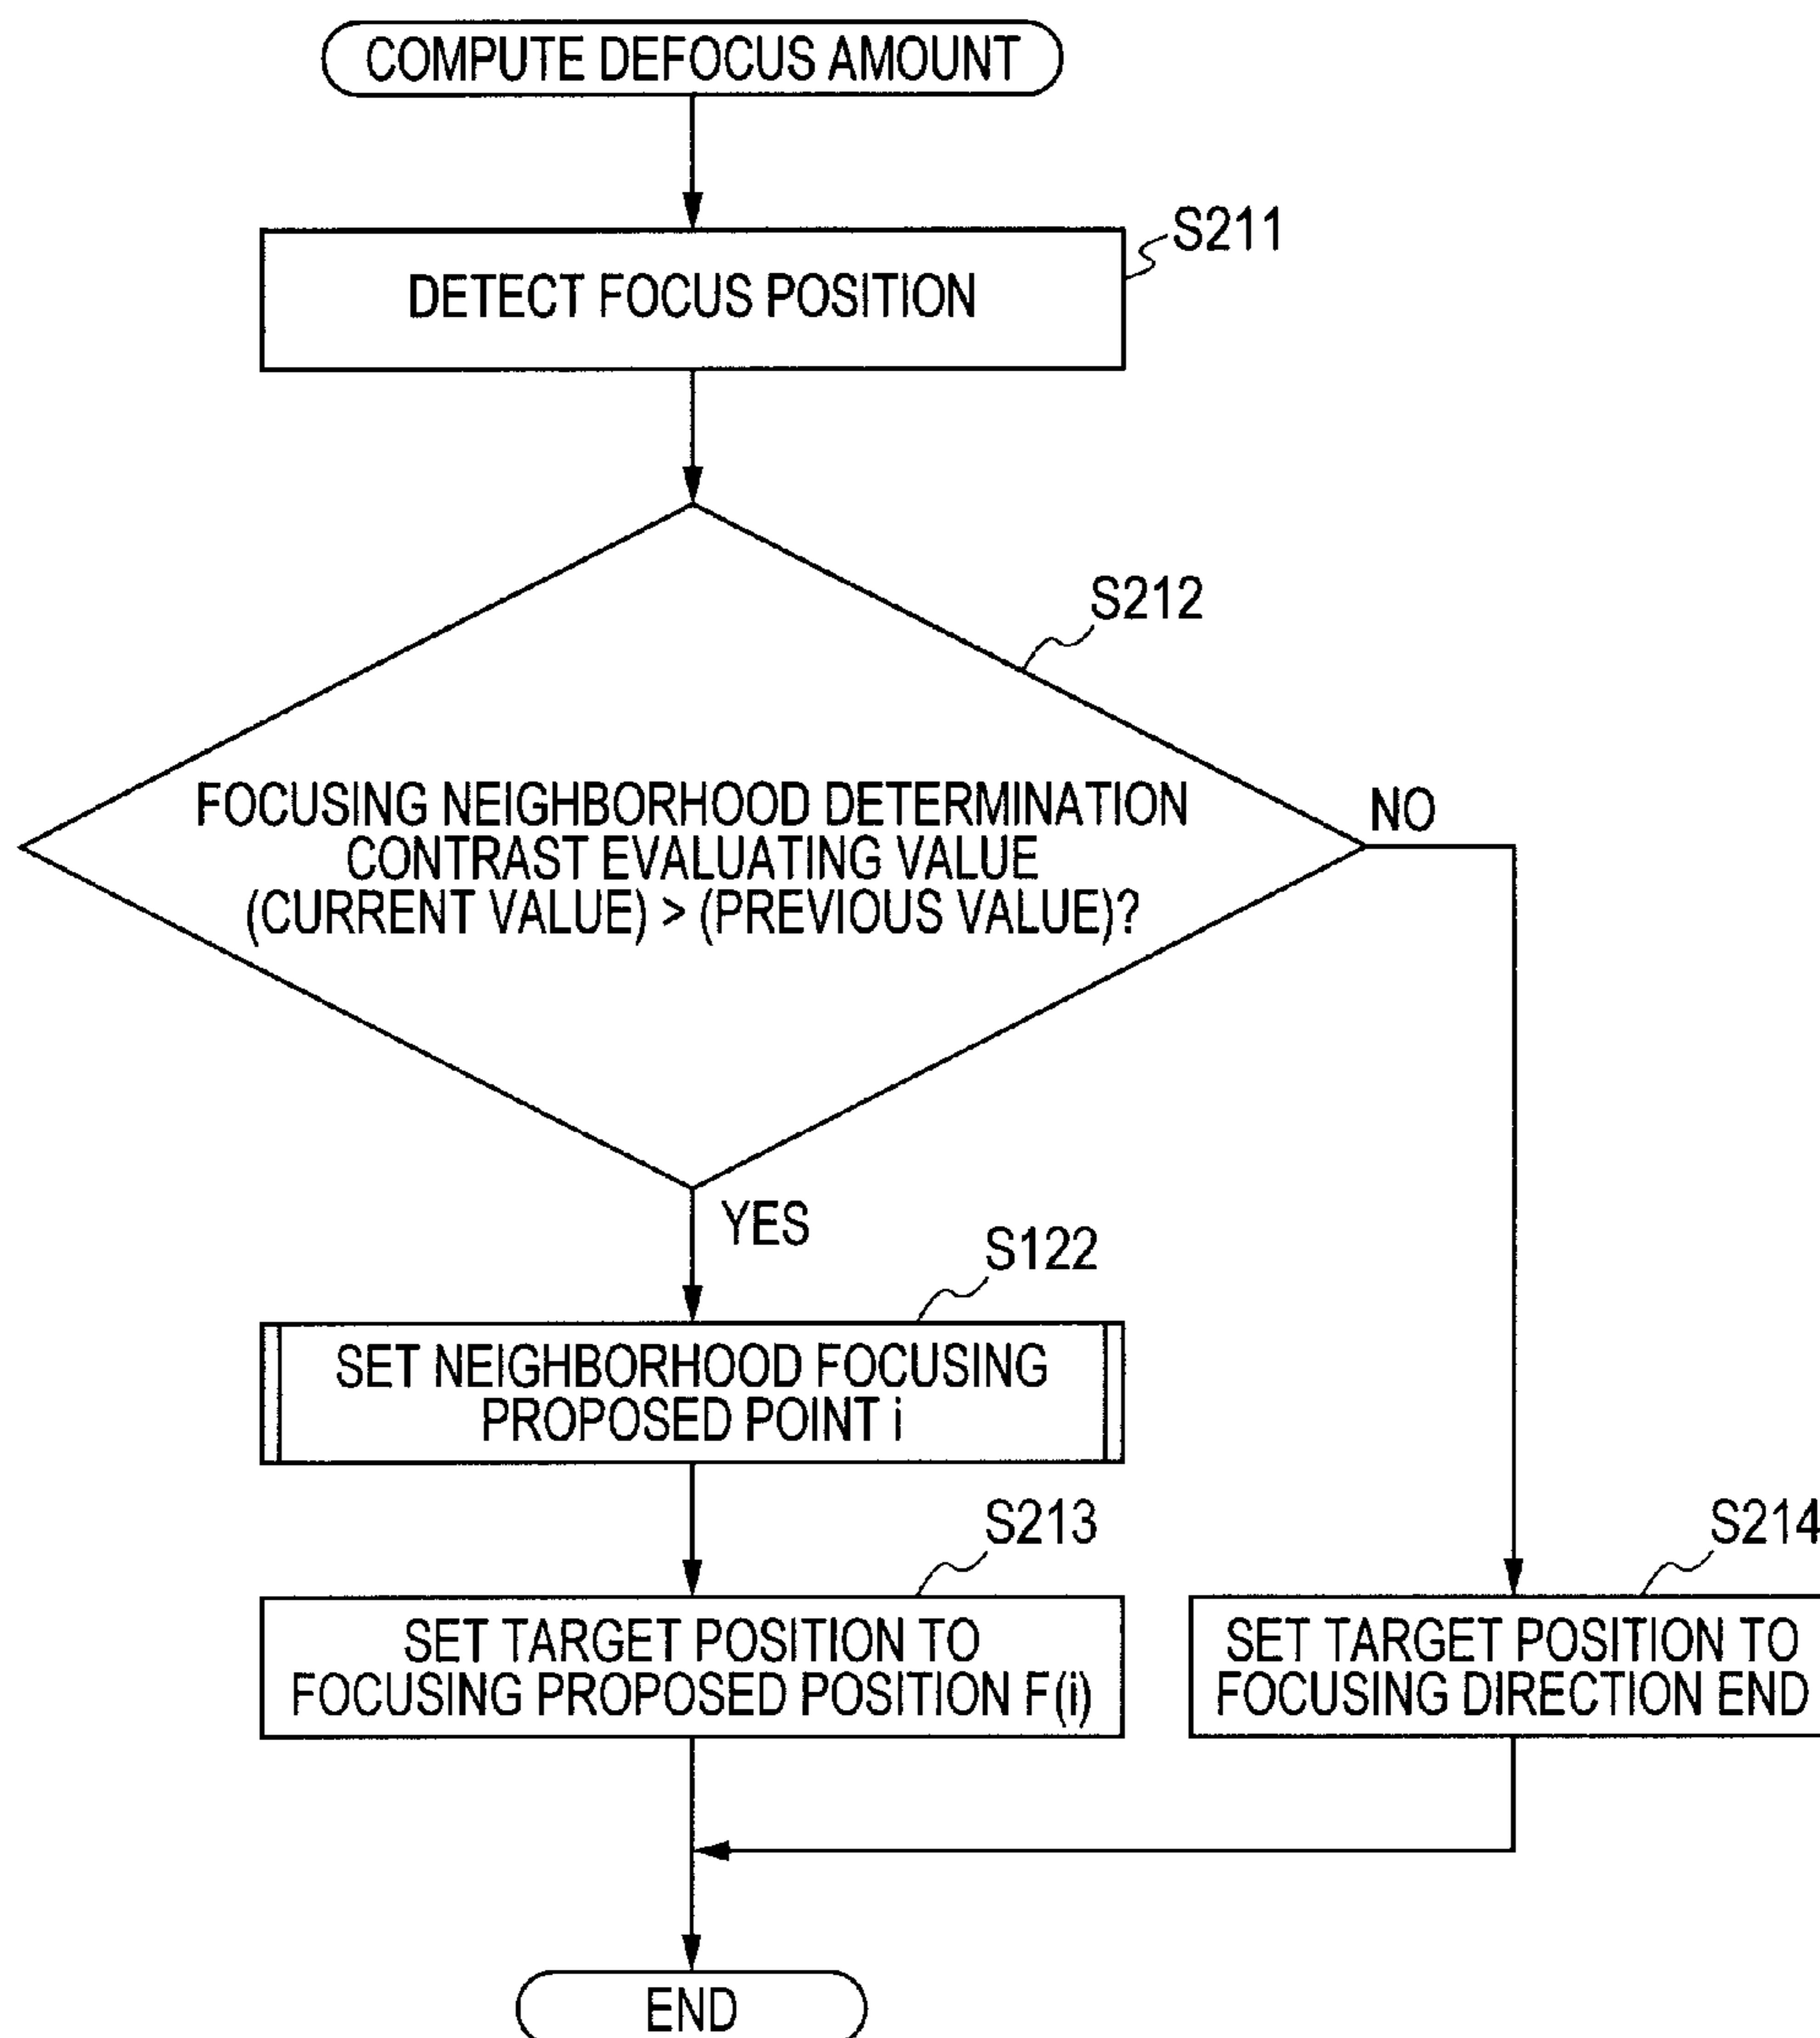 COMPUTE DEFOCUS AMOUNT
S211
DETECT FOCUS POSITION
S212
FOCUSING NEIGHBORHOOD DETERMINATION
CONTRAST EVALUATING VALUE
(CURRENT VALUE) > (PREVIOUS VALUE)?
NO
YES
S122
SET NEIGHBORHOOD FOCUSING
PROPOSED POINT i
S213
SET TARGET POSITION TO
FOCUSING PROPOSED POSITION F(i)
S214
SET TARGET POSITION TO
FOCUSING DIRECTION END
END